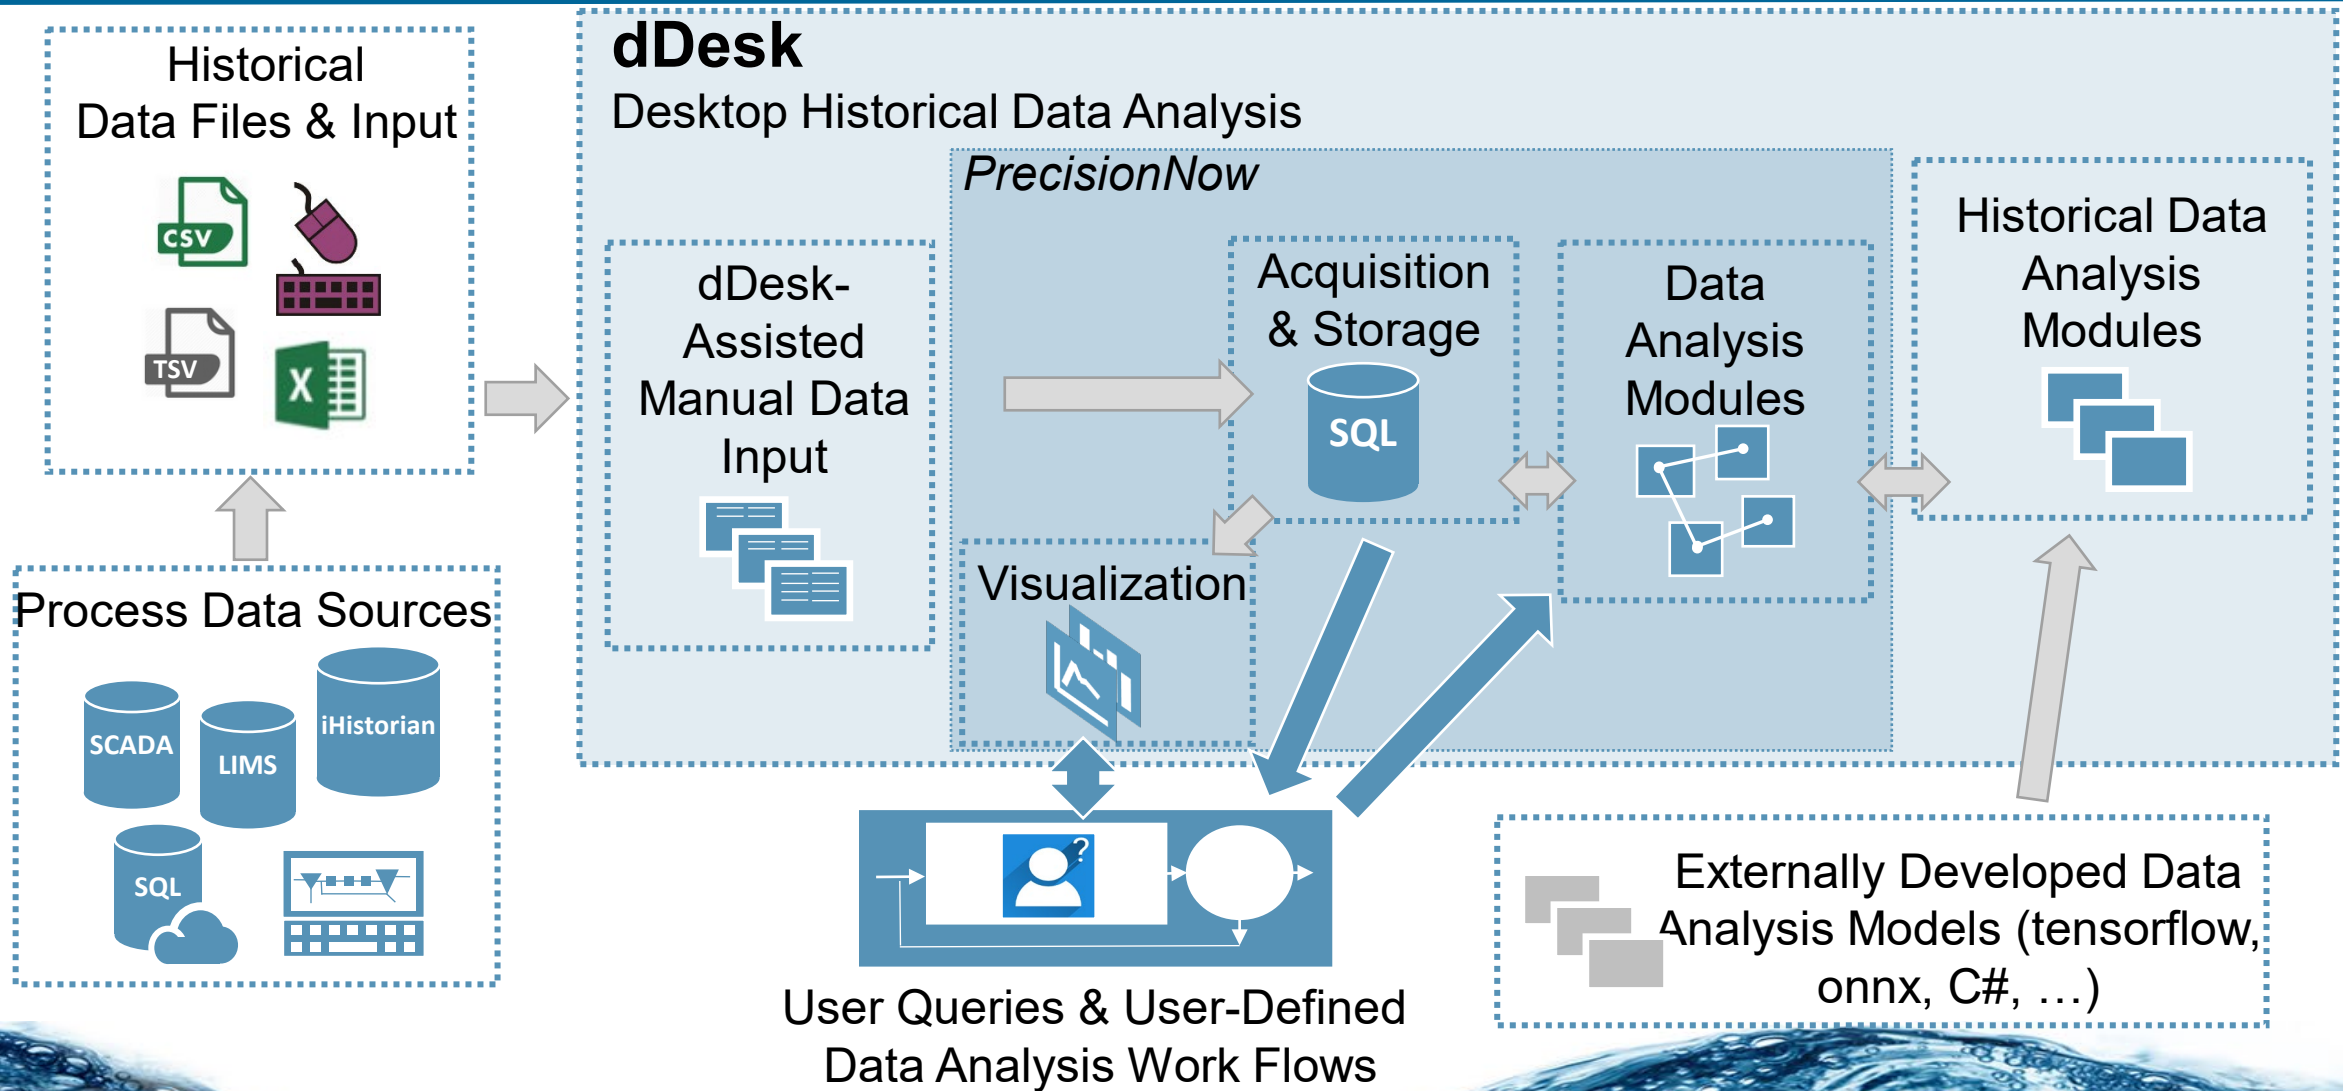 Historical
Data Files & Input
CSV
TSV
X
Process Data Sources
SCADA
LIMS
iHistorian
SQL
dDesk
Desktop Historical Data Analysis
PrecisionNow
dDesk-
Assisted
Manual Data
Input
Acquisition
& Storage
SQL
Data
Analysis
Modules
Historical Data
Analysis
Modules
Visualization
?
User Queries & User-Defined
Data Analysis Work Flows
Externally Developed Data
Analysis Models (tensorflow,
onnx, C#, …)